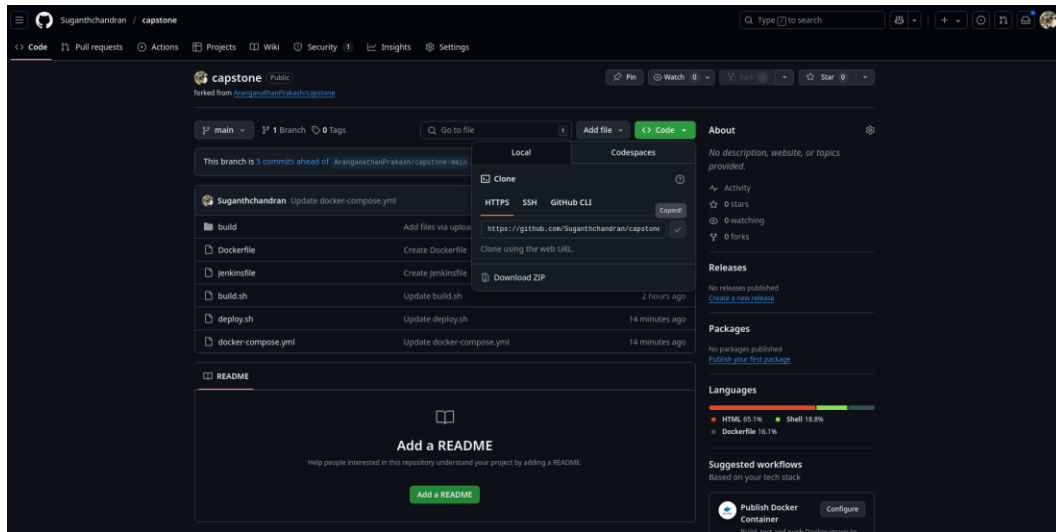 Suganthchandran / capstone
Type / to search
Code Pull requests Actions Projects Wiki Security 1 Insights Settings
capstone Public
forked from AranganathanPrakash/capstone
Pin Watch 0 Fork 0 Star 0
main 1 Branch 0 Tags
Go to file t
Add file Code
This branch is 5 commits ahead of AranganathanPrakash/capstone:main
Suganthchandran Update docker-compose.yml
build Add files via uploa
Dockerfile Create Dockerfile
Jenkinsfile Create Jenkinsfile
build.sh Update build.sh 2 hours ago
deploy.sh Update deploy.sh 14 minutes ago
docker-compose.yml Update docker-compose.yml 14 minutes ago
Local Codespaces
Clone
HTTPS SSH GitHub CLI
Copied!
https://github.com/Suganthchandran/capstone
Clone using the web URL.
Download ZIP
README
Add a README
Help people interested in this repository understand your project by adding a README.
Add a README
About
No description, website, or topics
provided.
Activity
0 stars
0 watching
0 forks
Releases
No releases published
Create a new release
Packages
No packages published
Publish your first package
Languages
HTML 65.1% Shell 18.8%
Dockerfile 16.1%
Suggested workflows
Based on your tech stack
Publish Docker
Container
Configure
Build, test and push Docker image to